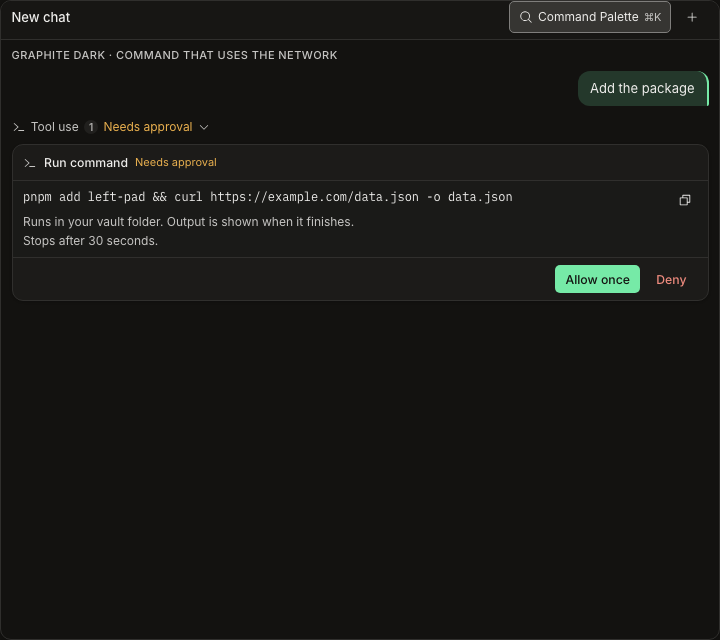 New chat
Command Palette ⌘K
GRAPHITE DARK · COMMAND THAT USES THE NETWORK
Add the package
Tool use 1 Needs approval
Run command Needs approval
pnpm add left-pad && curl https://example.com/data.json -o data.json
Runs in your vault folder. Output is shown when it finishes.
Stops after 30 seconds.
Allow once Deny